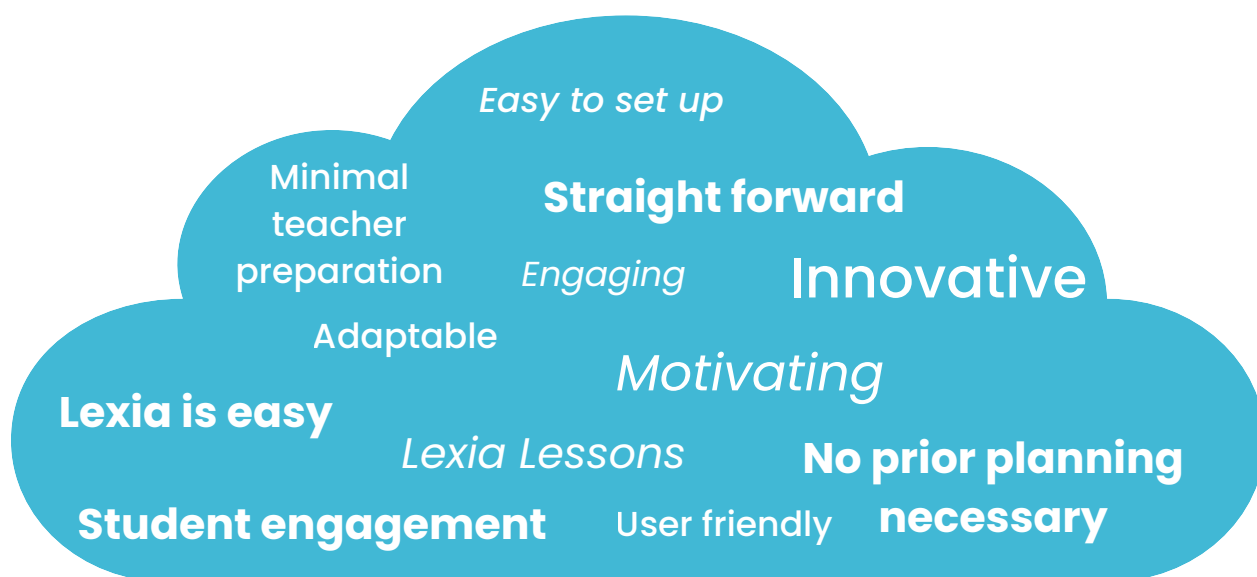 Easy to set up
Minimal
teacher
preparation
Straight forward
Engaging
Innovative
Adaptable
Motivating
Lexia is easy
Lexia Lessons
No prior planning
necessary
Student engagement
User friendly